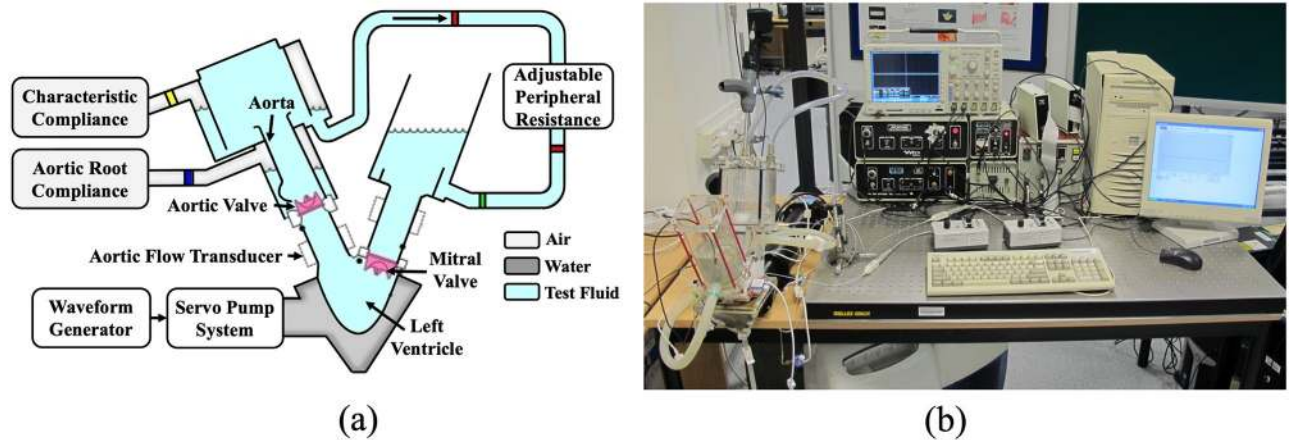 Characteristic
Compliance
Aortic Root
Compliance
Aorta
Aortic Valve
Aortic Flow Transducer
Waveform
Generator
Servo Pump
System
Left
Ventricle
Mitral
Valve
Adjustable
Peripheral
Resistance
Air
Water
Test Fluid
(a)
(b)